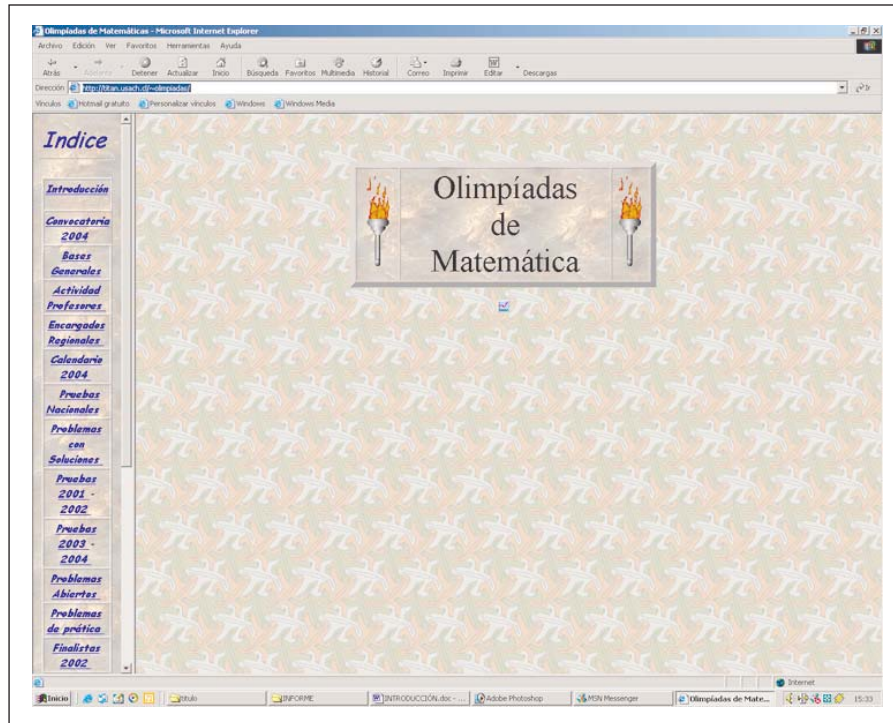 Olimpíadas de Matemáticas - Microsoft Internet Explorer
Archivo Edición Ver Favoritos Herramientas Ayuda
Atrás Adelante Detener Actualizar Inicio Búsqueda Favoritos Multimedia Historial Correo Imprimir Editar Descargas
Dirección http://titan.usach.cl/~olimpiadas/ Ir
Vínculos Hotmail gratuito Personalizar vínculos Windows Windows Media
Indice
Introducción
Convocatoria
2004
Bases
Generales
Actividad
Profesores
Encargados
Regionales
Calendario
2004
Pruebas
Nacionales
Problemas
con
Soluciones
Pruebas
2001 -
2002
Pruebas
2003 -
2004
Problemas
Abiertos
Problemas
de prática
Finalistas
2002
Olimpíadas
de
Matemática
Internet
Inicio titulo INFORME INTRODUCCIÓN.doc - ... Adobe Photoshop MSN Messenger Olimpíadas de Mate... 15:33